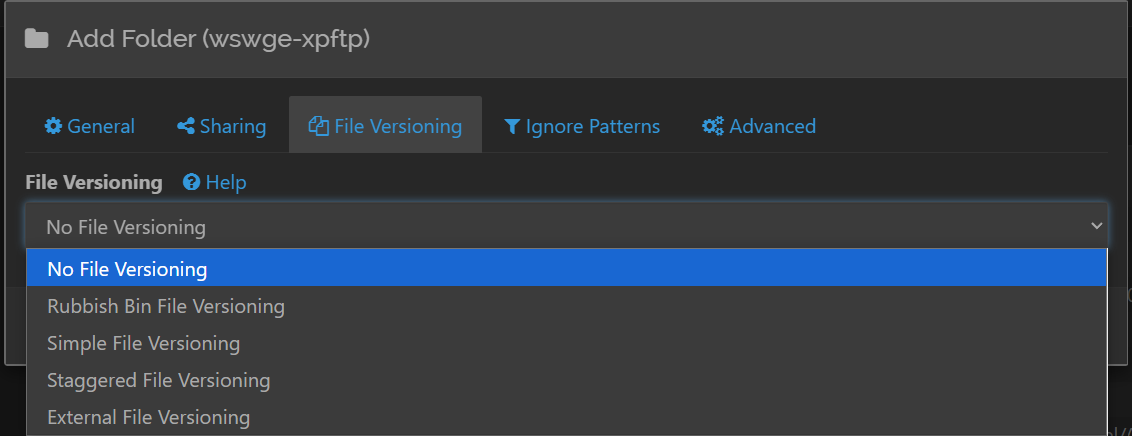 Add Folder (wswge-xpftp)
General Sharing File Versioning Ignore Patterns Advanced
File Versioning Help
No File Versioning
No File Versioning
Rubbish Bin File Versioning
Simple File Versioning
Staggered File Versioning
External File Versioning